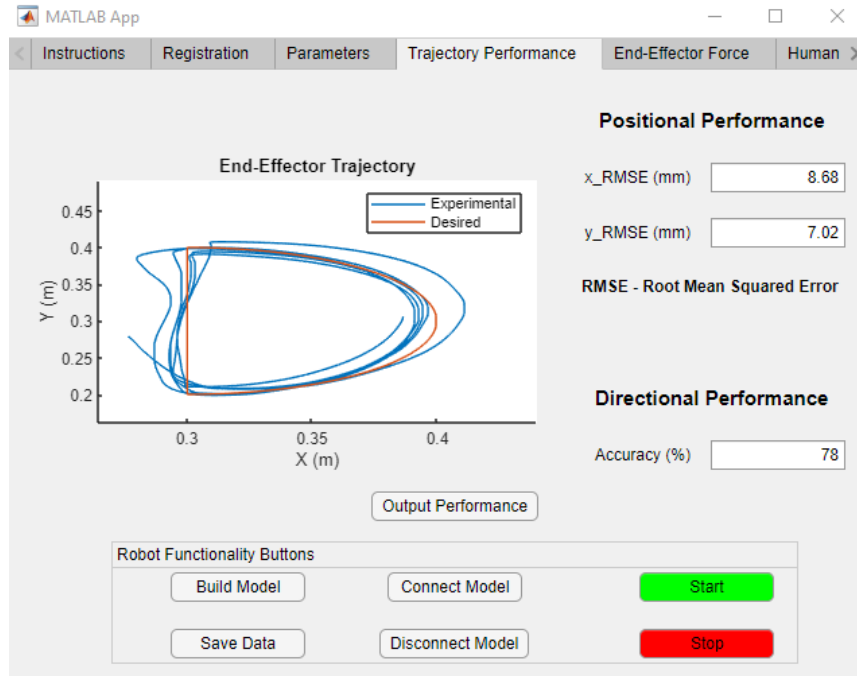 MATLAB App
Instructions Registration Parameters Trajectory Performance End-Effector Force Human
Positional Performance
End-Effector Trajectory
x_RMSE (mm) 8.68
Experimental
Desired
y_RMSE (mm) 7.02
RMSE - Root Mean Squared Error
0.45
0.4
0.35
0.3
0.25
0.2
Y (m)
0.3 0.35 0.4
X (m)
Directional Performance
Accuracy (%) 78
Output Performance
Robot Functionality Buttons
Build Model Connect Model Start
Save Data Disconnect Model Stop